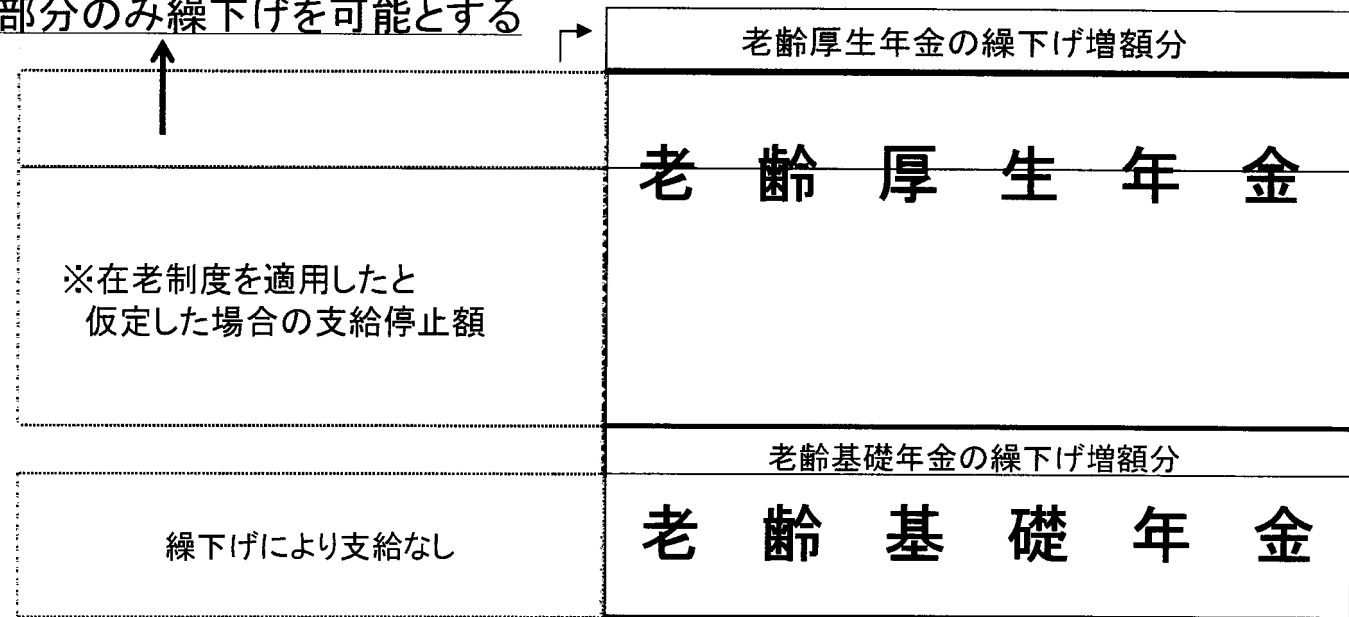 部分のみ繰下げを可能とする
老齢厚生年金の繰下げ増額分
老齢厚生年金
※在老制度を適用したと
仮定した場合の支給停止額
老齢基礎年金の繰下げ増額分
繰下げにより支給なし
老齢基礎年金